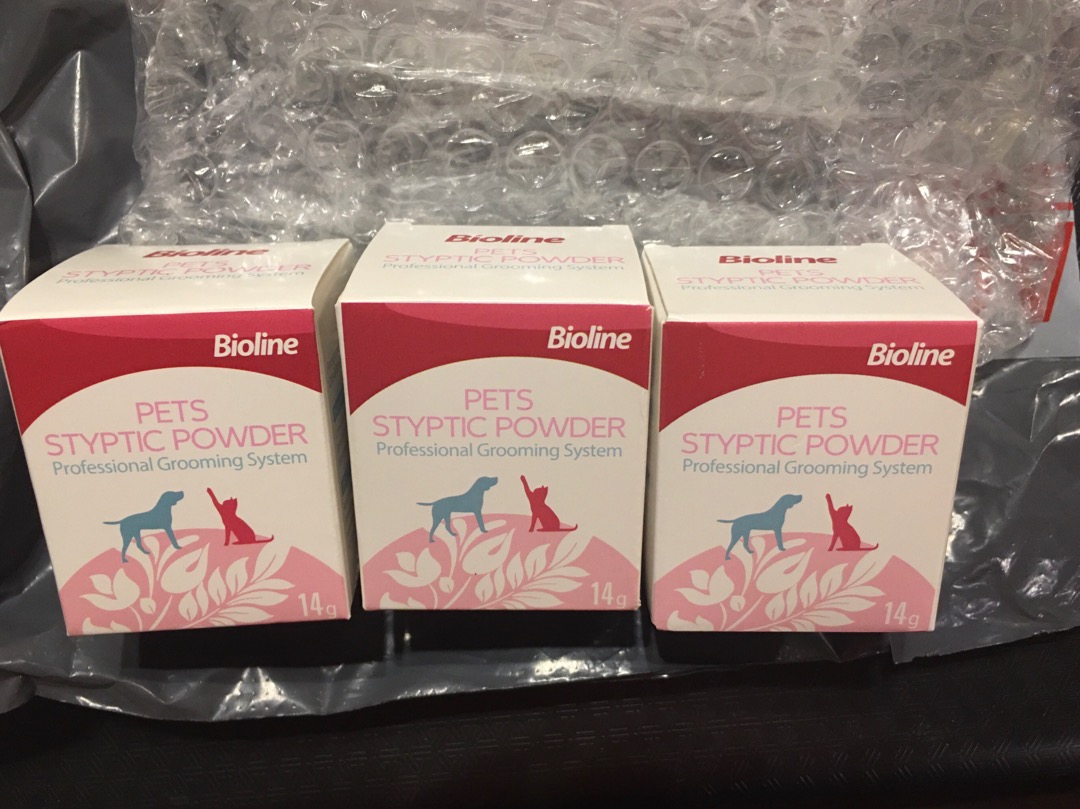 Bioline
PETS
STYPTIC POWDER
Professional Grooming System
Bioline
PETS
STYPTIC POWDER
Professional Grooming System
14g
Bioline
PETS
STYPTIC POWDER
Professional Grooming System
Bioline
PETS
STYPTIC POWDER
Professional Grooming System
14g
Bioline
PETS
STYPTIC POWDER
Professional Grooming System
Bioline
PETS
STYPTIC POWDER
Professional Grooming System
14g